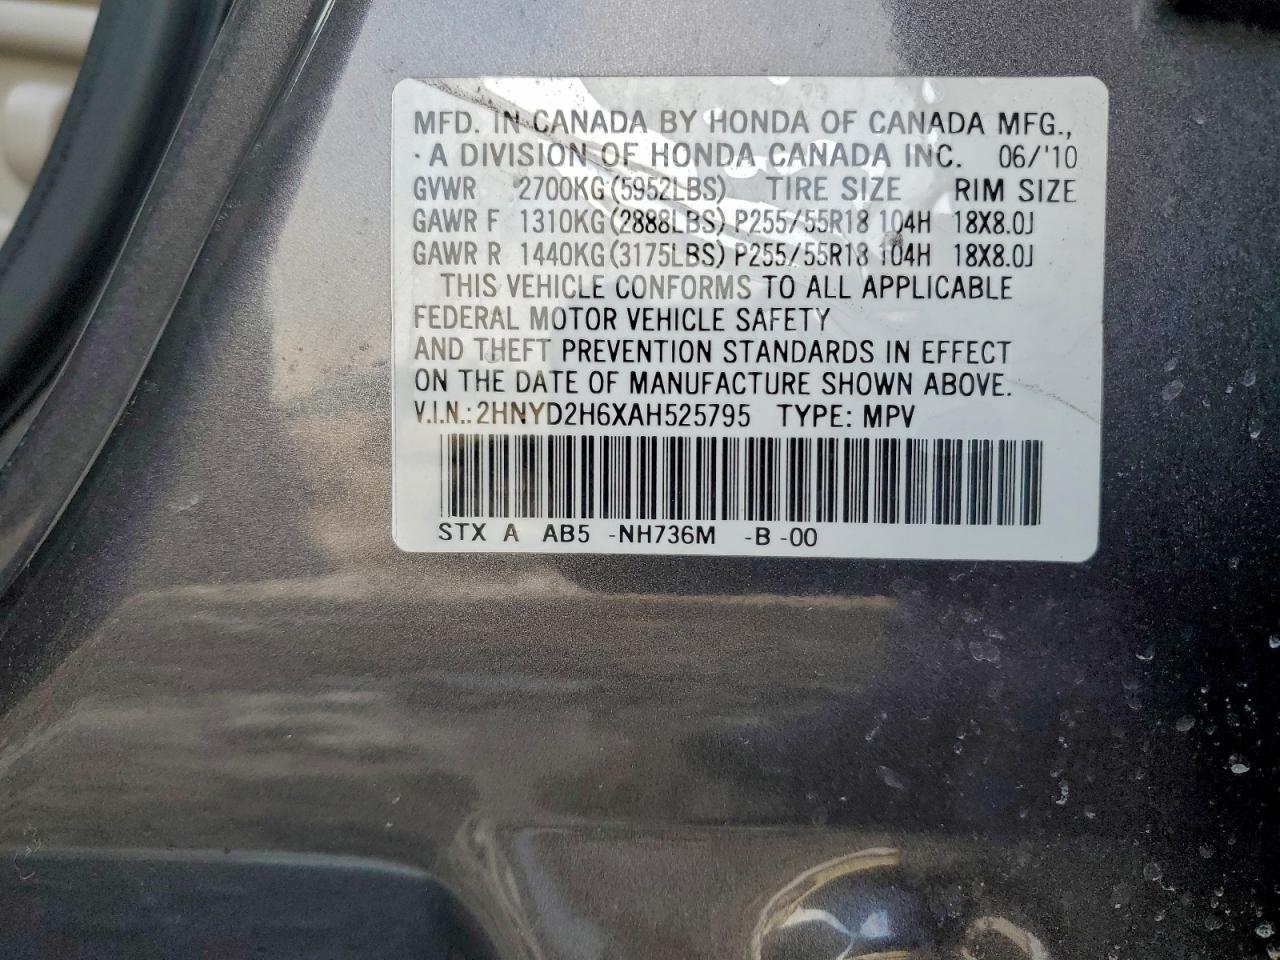 MFD. IN CANADA BY HONDA OF CANADA MFG.,
·A DIVISION OF HONDA CANADA INC. 06/'10
GVWR 2700KG(5952LBS) TIRE SIZE RIM SIZE
GAWR F 1310KG(2888LBS) P255/55R18 104H 18X8.0J
GAWR R 1440KG(3175LBS) P255/55R18 104H 18X8.0J
THIS VEHICLE CONFORMS TO ALL APPLICABLE
FEDERAL MOTOR VEHICLE SAFETY
AND THEFT PREVENTION STANDARDS IN EFFECT
ON THE DATE OF MANUFACTURE SHOWN ABOVE.
V.I.N.: 2HNYD2H6XAH525795 TYPE: MPV
STX A AB5 -NH736M -B -00